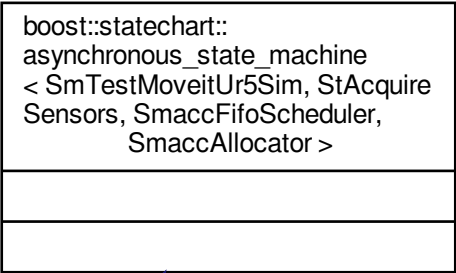 boost::statechart::
asynchronous_state_machine
< SmTestMoveitUr5Sim, StAcquire
Sensors, SmaccFifoScheduler,
SmaccAllocator >